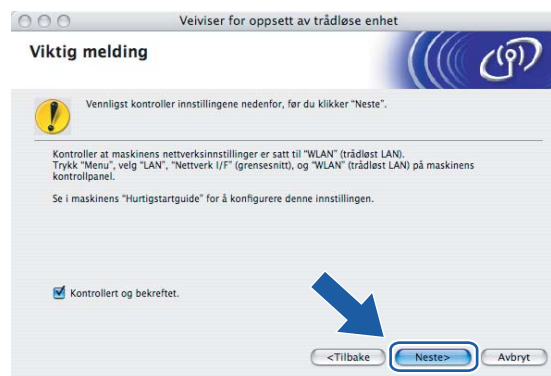 Veiviser for oppsett av trådløse enhet
Viktig melding
Vennligst kontroller innstillingene nedenfor, før du klikker "Neste".
Kontroller at maskinens nettverksinnstillinger er satt til "WLAN" (trådløst LAN).
Trykk "Menu", velg "LAN", "Nettverk I/F" (grensesnitt), og "WLAN" (trådløst LAN) på maskinens
kontrollpanel.
Se i maskinens "Hurtigstartguide" for å konfigurere denne innstillingen.
Kontrollert og bekreftet.
<Tilbake Neste> Avbryt